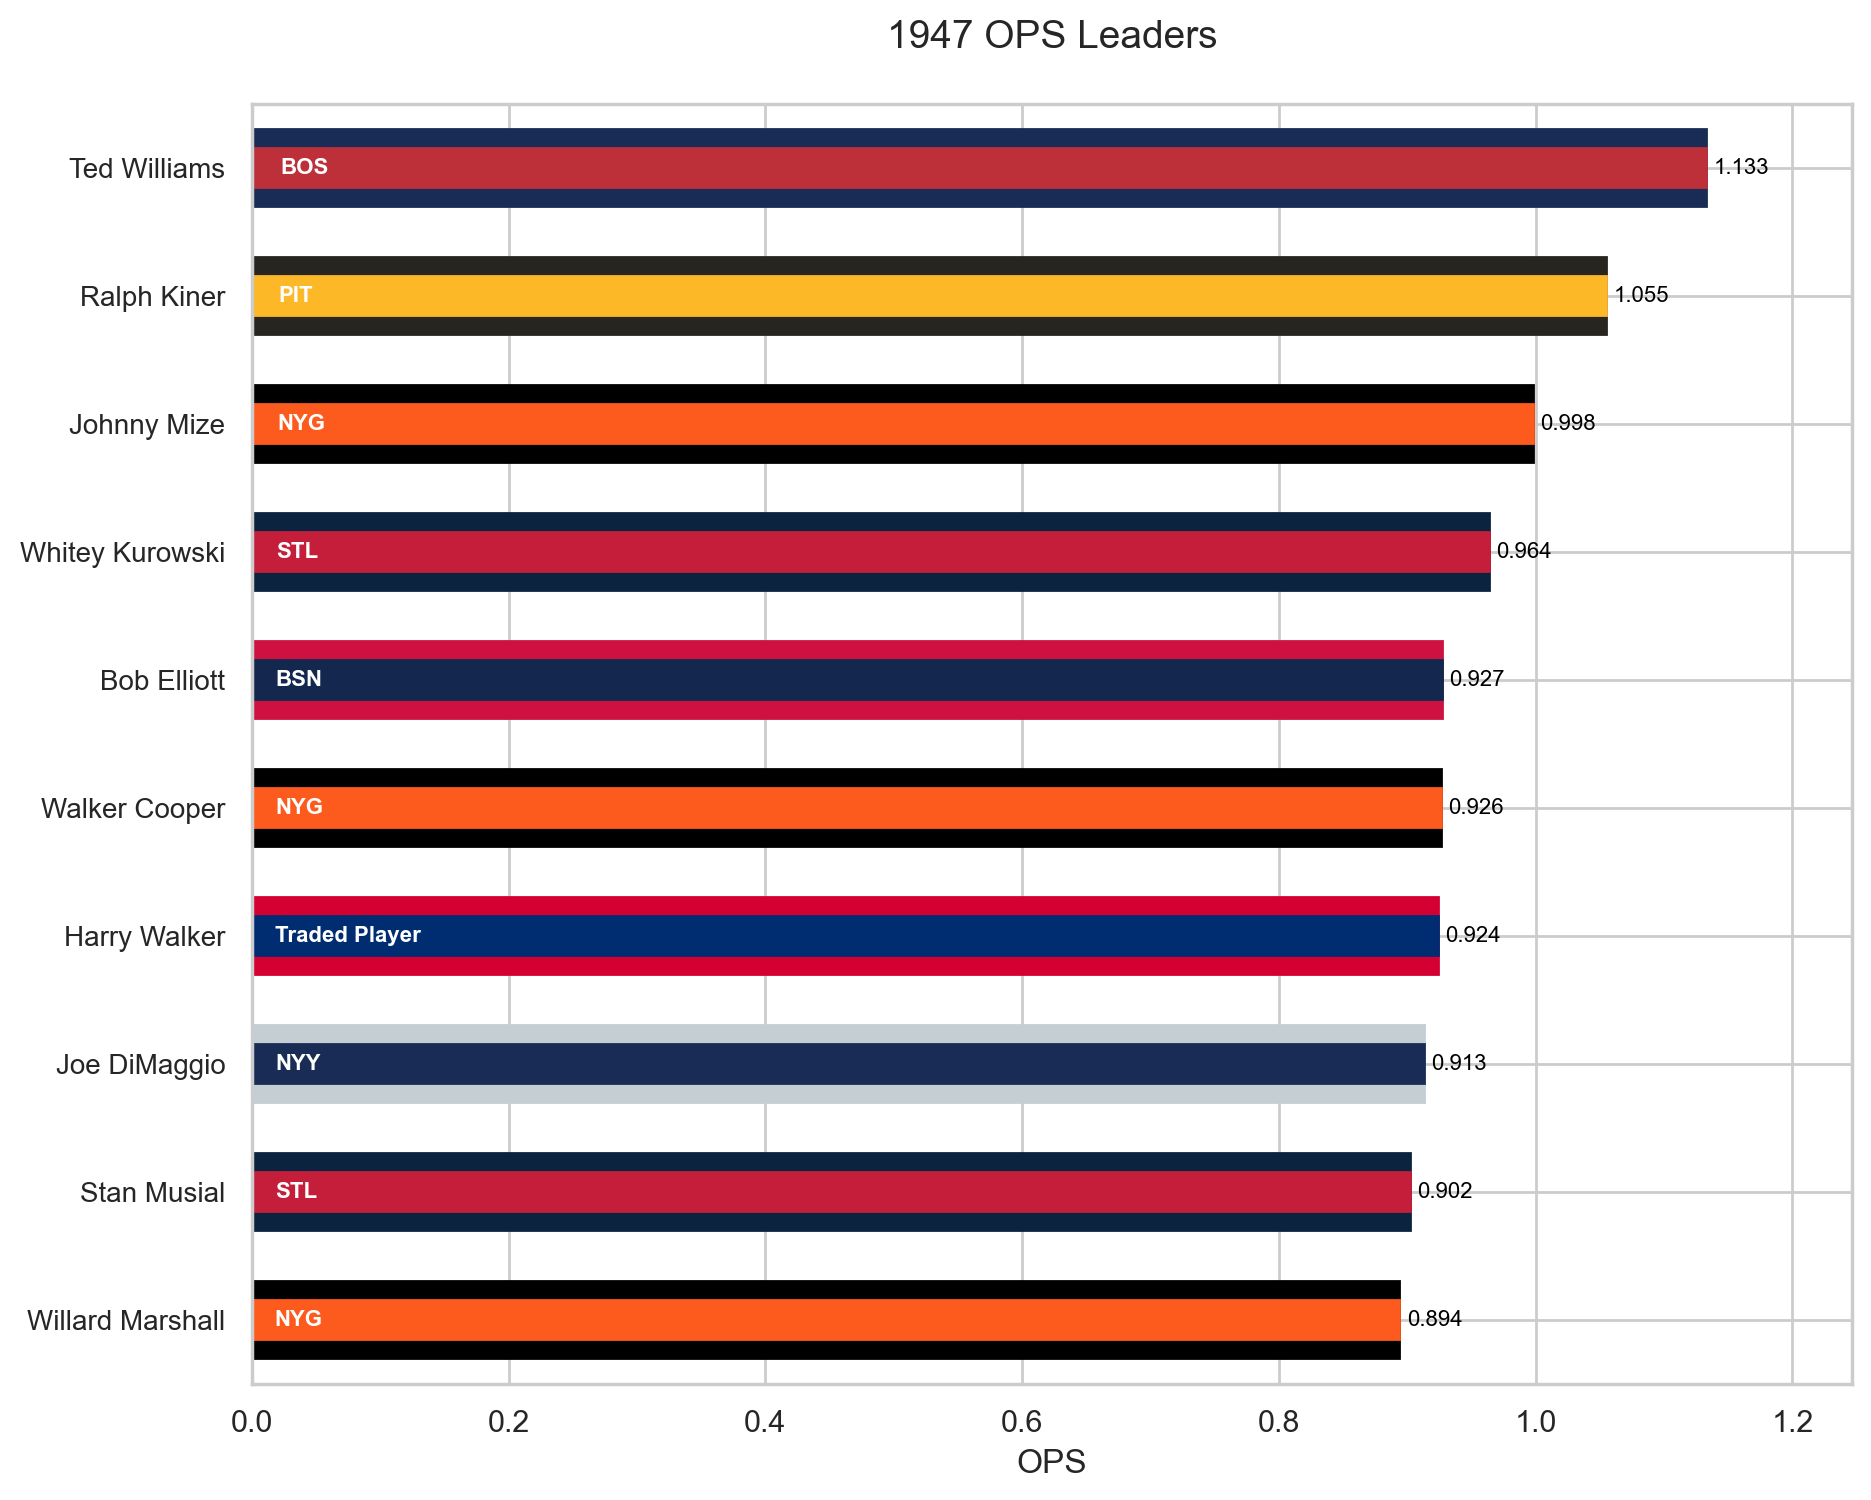 1947 OPS Leaders
Ted Williams BOS 1.133
Ralph Kiner PIT 1.055
Johnny Mize NYG 0.998
Whitey Kurowski STL 0.964
Bob Elliott BSN 0.927
Walker Cooper NYG 0.926
Harry Walker Traded Player 0.924
Joe DiMaggio NYY 0.913
Stan Musial STL 0.902
Willard Marshall NYG 0.894
0.0 0.2 0.4 0.6 0.8 1.0 1.2
OPS